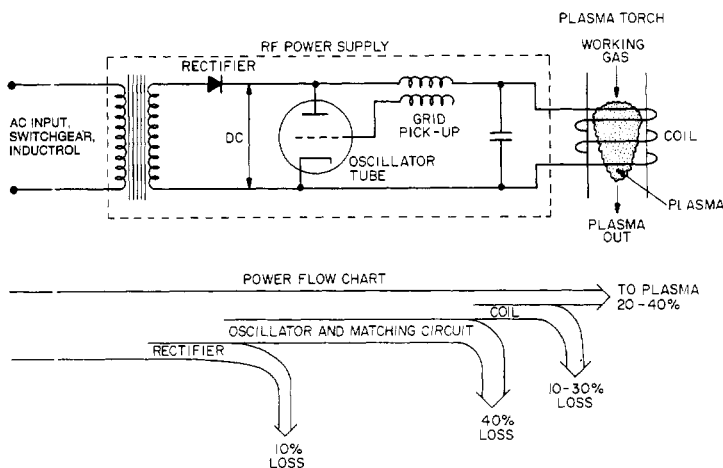 PLASMA TORCH
RF POWER SUPPLY
WORKING
GAS
RECTIFIER
AC INPUT,
SWITCHGEAR,
INDUCTROL
DC
GRID
PICK-UP
OSCILLATOR
TUBE
COIL
PLASMA
PLASMA
OUT
POWER FLOW CHART
TO PLASMA
20-40%
COIL
OSCILLATOR AND MATCHING CIRCUIT
RECTIFIER
10-30%
LOSS
40%
LOSS
10%
LOSS